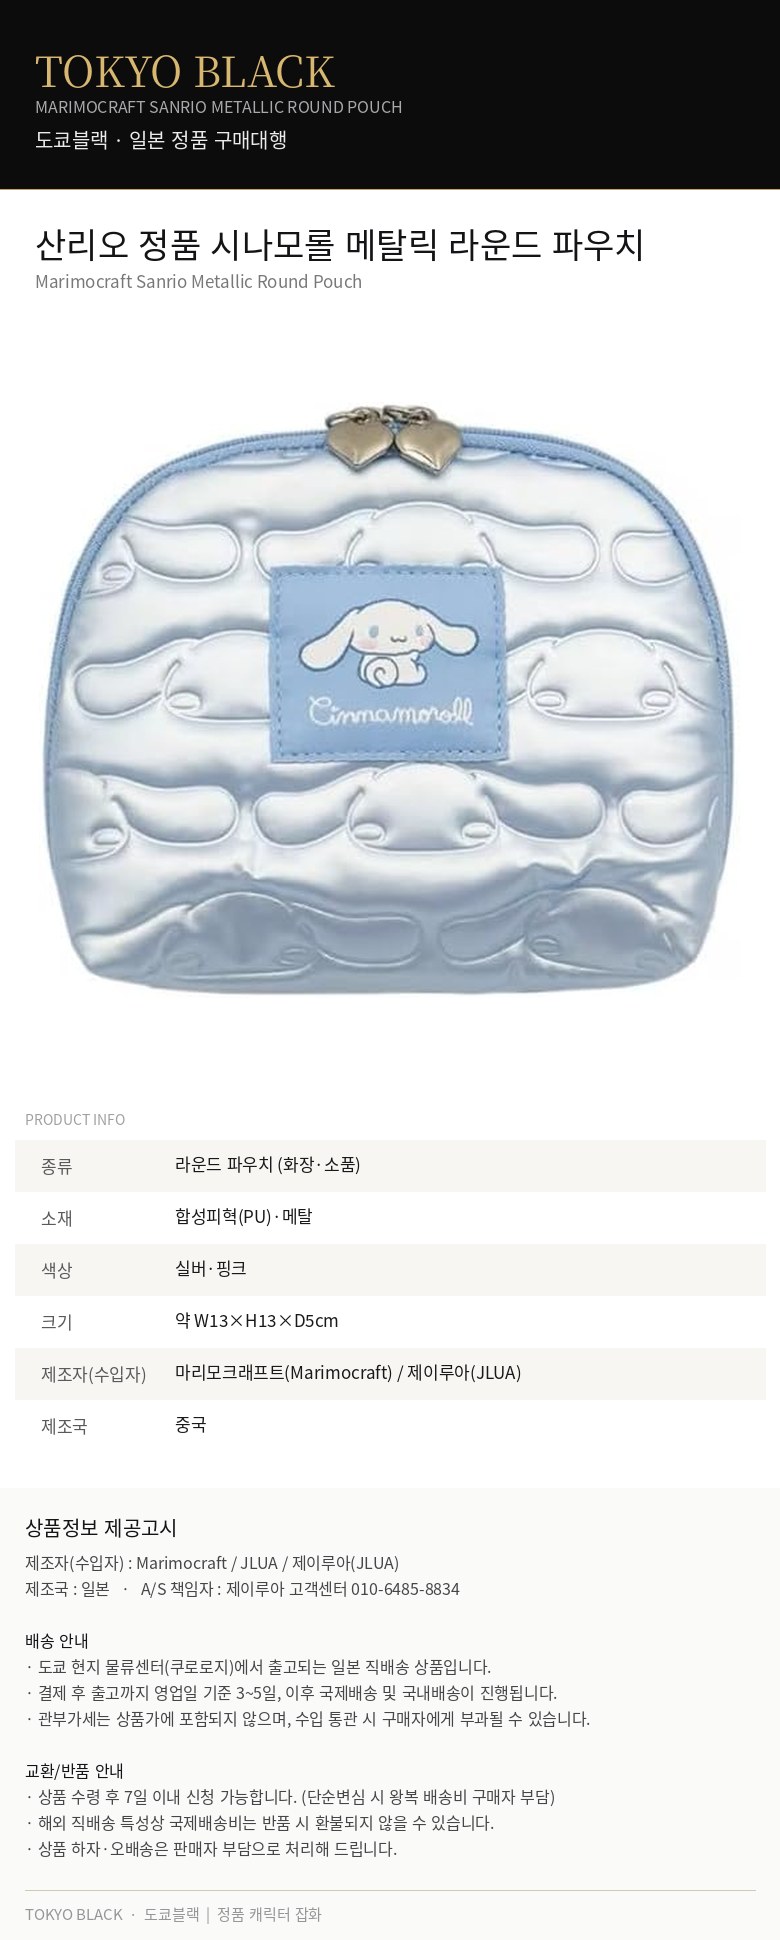 TOKYO BLACK
MARIMOCRAFT SANRIO METALLIC ROUND POUCH
도쿄블랙 · 일본 정품 구매대행
산리오 정품 시나모롤 메탈릭 라운드 파우치
Marimocraft Sanrio Metallic Round Pouch
Cinnamoroll
PRODUCT INFO
종류 라운드 파우치 (화장·소품)
소재 합성피혁(PU)·메탈
색상 실버·핑크
크기 약 W13×H13×D5cm
제조자(수입자) 마리모크래프트(Marimocraft) / 제이루아(JLUA)
제조국 중국
상품정보 제공고시
제조자(수입자) : Marimocraft / JLUA / 제이루아(JLUA)
제조국 : 일본 · A/S 책임자 : 제이루아 고객센터 010-6485-8834
배송 안내
· 도쿄 현지 물류센터(쿠로로지)에서 출고되는 일본 직배송 상품입니다.
· 결제 후 출고까지 영업일 기준 3~5일, 이후 국제배송 및 국내배송이 진행됩니다.
· 관부가세는 상품가에 포함되지 않으며, 수입 통관 시 구매자에게 부과될 수 있습니다.
교환/반품 안내
· 상품 수령 후 7일 이내 신청 가능합니다. (단순변심 시 왕복 배송비 구매자 부담)
· 해외 직배송 특성상 국제배송비는 반품 시 환불되지 않을 수 있습니다.
· 상품 하자·오배송은 판매자 부담으로 처리해 드립니다.
TOKYO BLACK · 도쿄블랙 | 정품 캐릭터 잡화